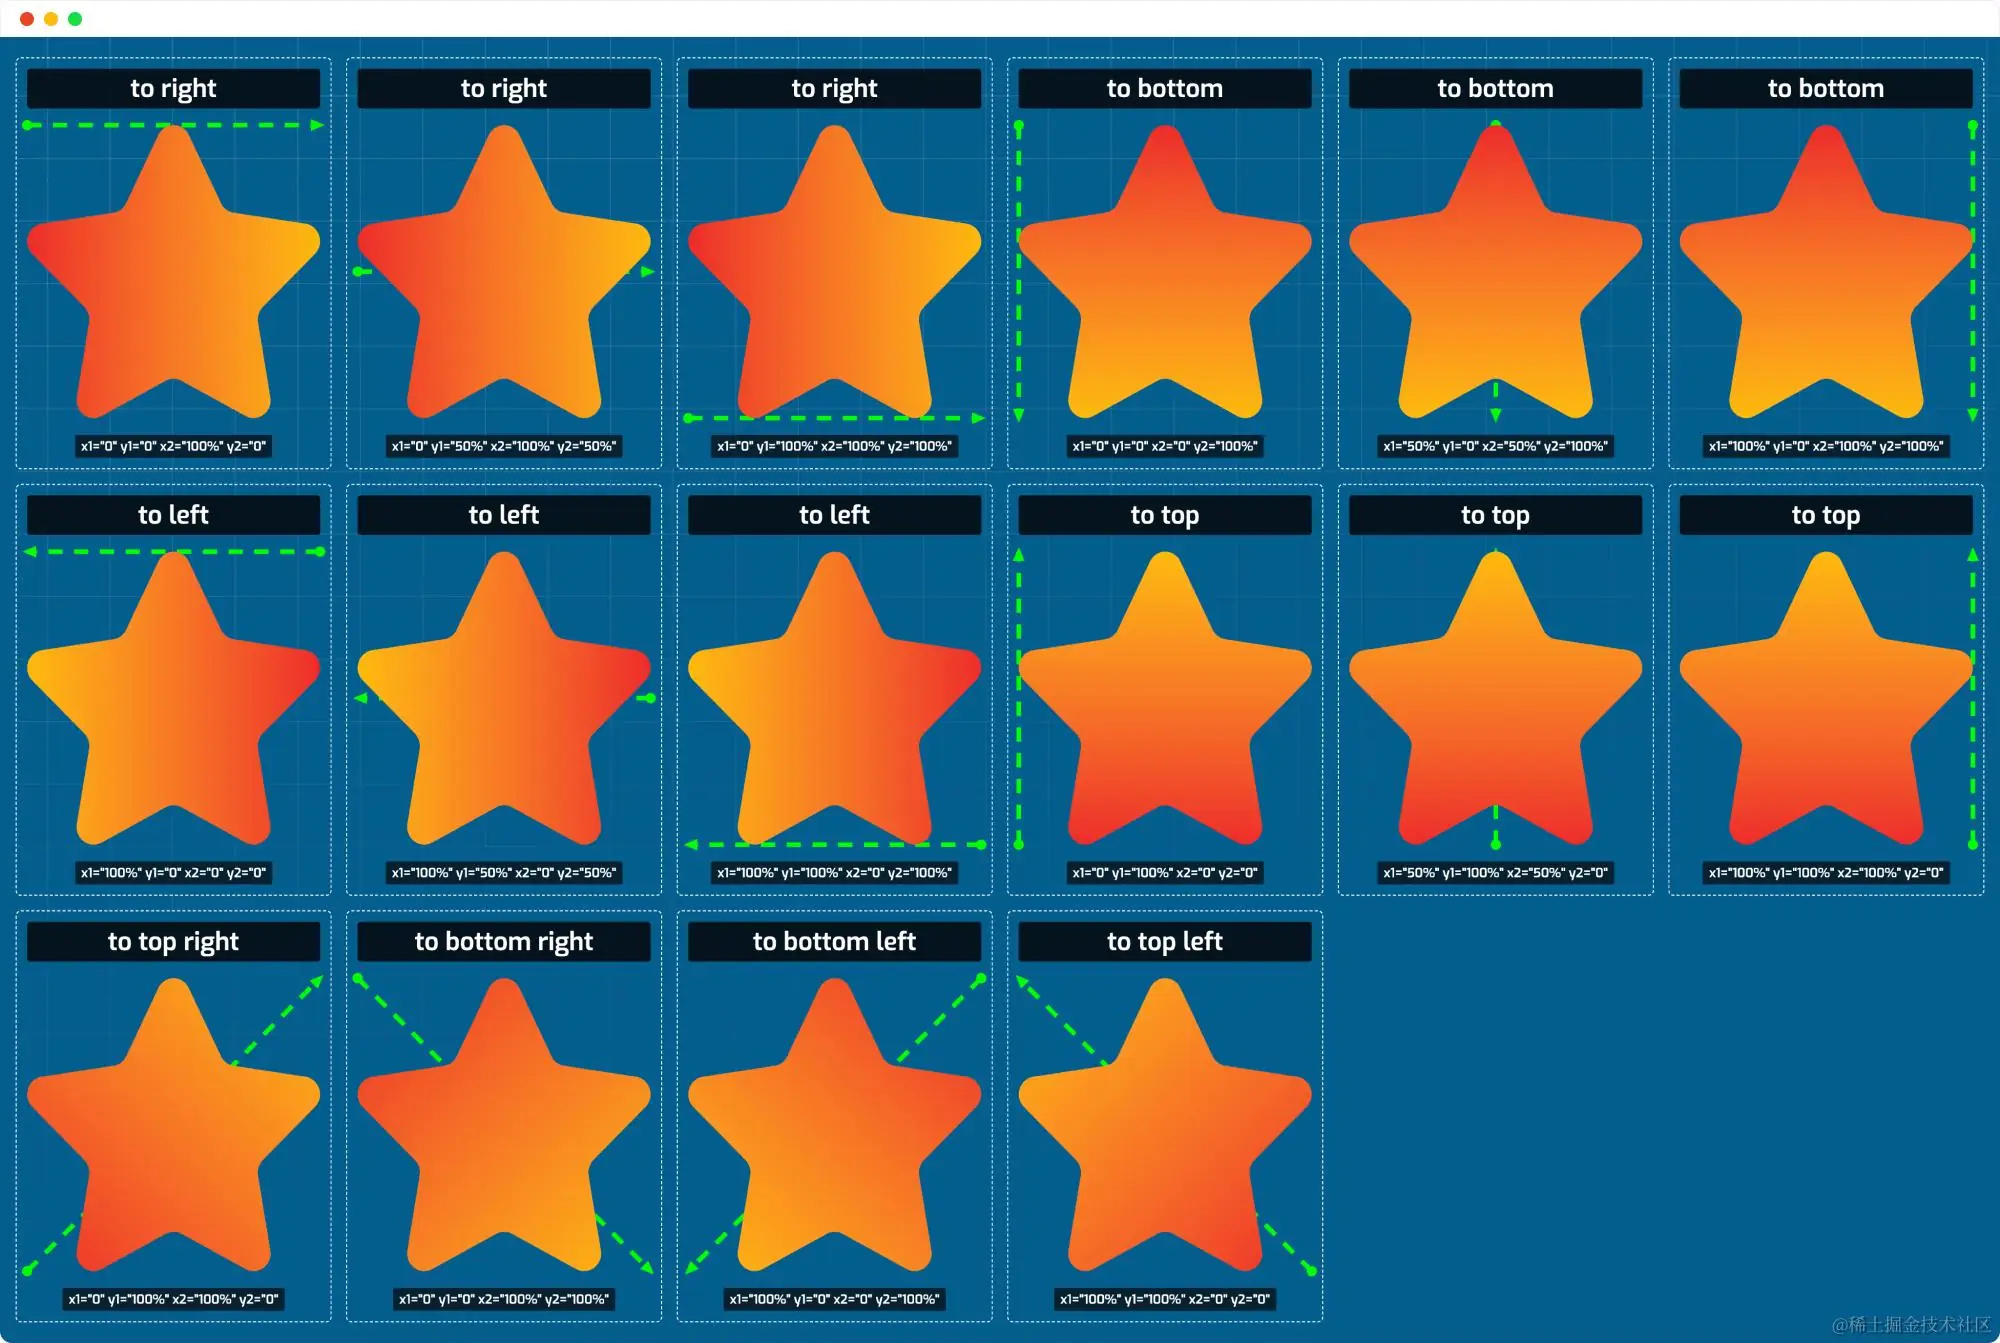 to right
to right
to right
to bottom
to bottom
to bottom
x1="0" y1="0" x2="100%" y2="0"
x1="0" y1="50%" x2="100%" y2="50%"
x1="0" y1="100%" x2="100%" y2="100%"
x1="0" y1="0" x2="0" y2="100%"
x1="50%" y1="0" x2="50%" y2="100%"
x1="100%" y1="0" x2="100%" y2="100%"
to left
to left
to left
to top
to top
to top
x1="100%" y1="0" x2="0" y2="0"
x1="100%" y1="50%" x2="0" y2="50%"
x1="100%" y1="100%" x2="0" y2="100%"
x1="0" y1="100%" x2="0" y2="0"
x1="50%" y1="100%" x2="50%" y2="0"
x1="100%" y1="100%" x2="100%" y2="0"
to top right
to bottom right
to bottom left
to top left
x1="0" y1="100%" x2="100%" y2="0"
x1="0" y1="0" x2="100%" y2="100%"
x1="100%" y1="0" x2="0" y2="100%"
x1="100%" y1="100%" x2="0" y2="0"
@稀土掘金技术社区